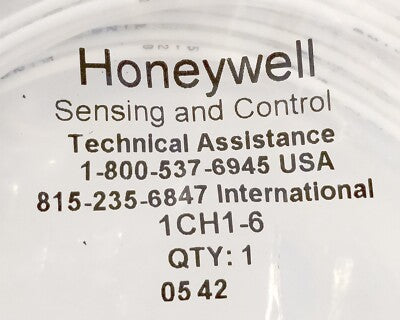 Honeywell
Sensing and Control
Technical Assistance
1-800-537-6945 USA
815-235-6847 International
1CH1-6
QTY: 1
05 42